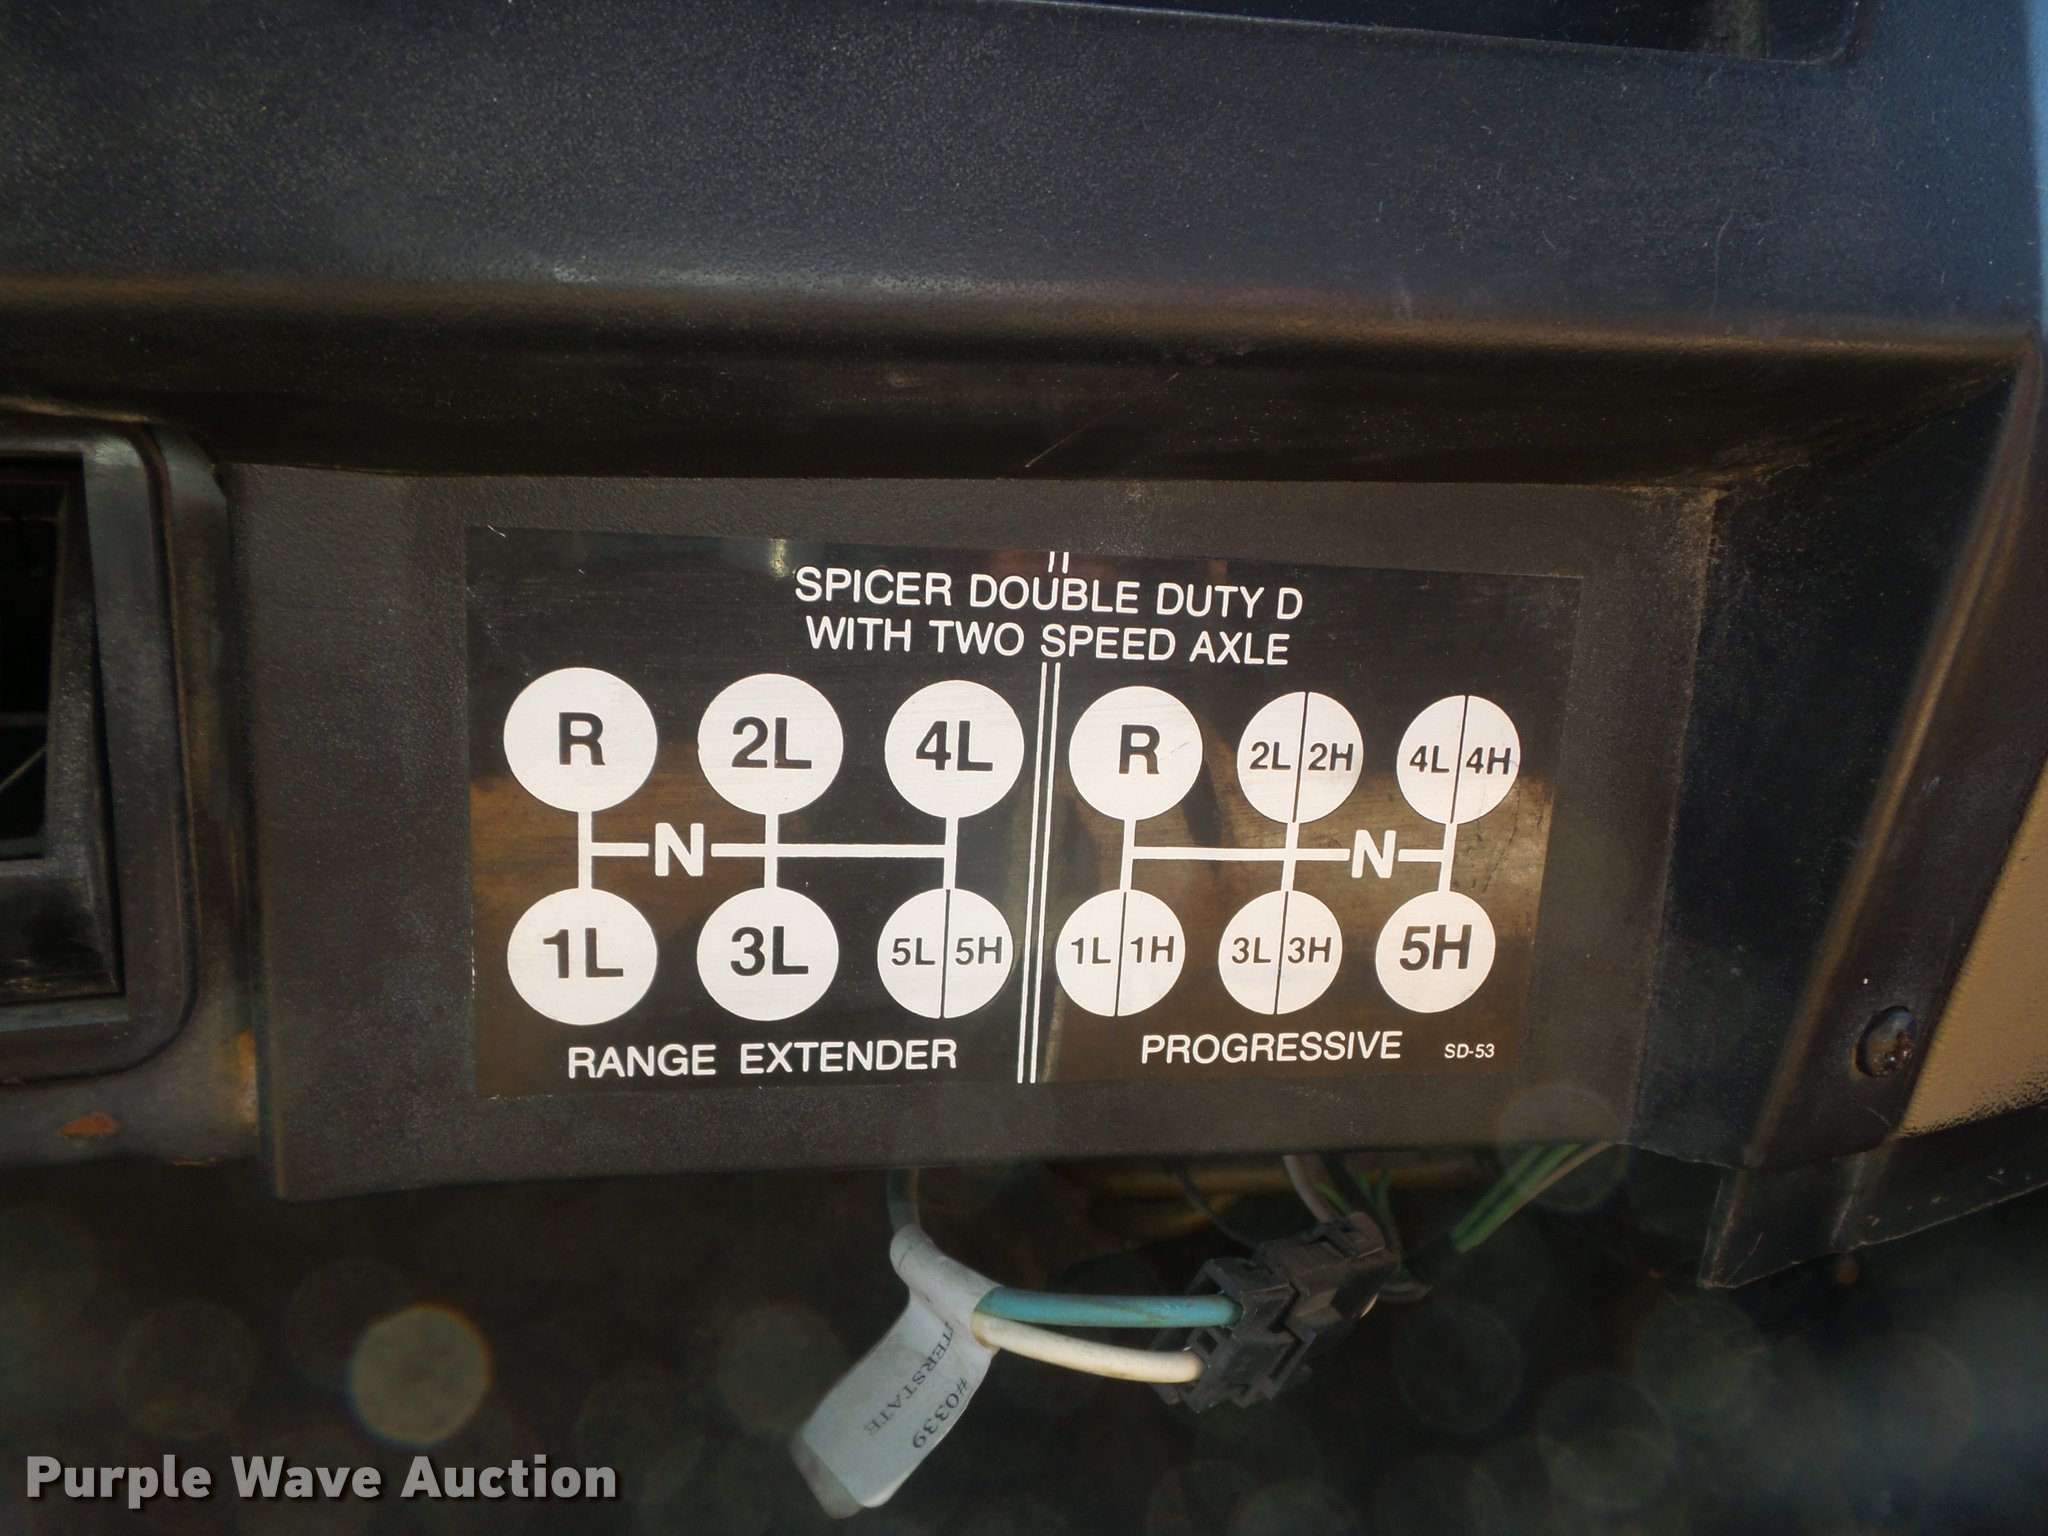 SPICER DOUBLE DUTY D
WITH TWO SPEED AXLE
R 2L 4L
N
1L 3L 5L 5H
RANGE EXTENDER
R 2L 2H 4L 4H
N
1L 1H 3L 3H 5H
PROGRESSIVE SD-53
#0339
Purple Wave Auction